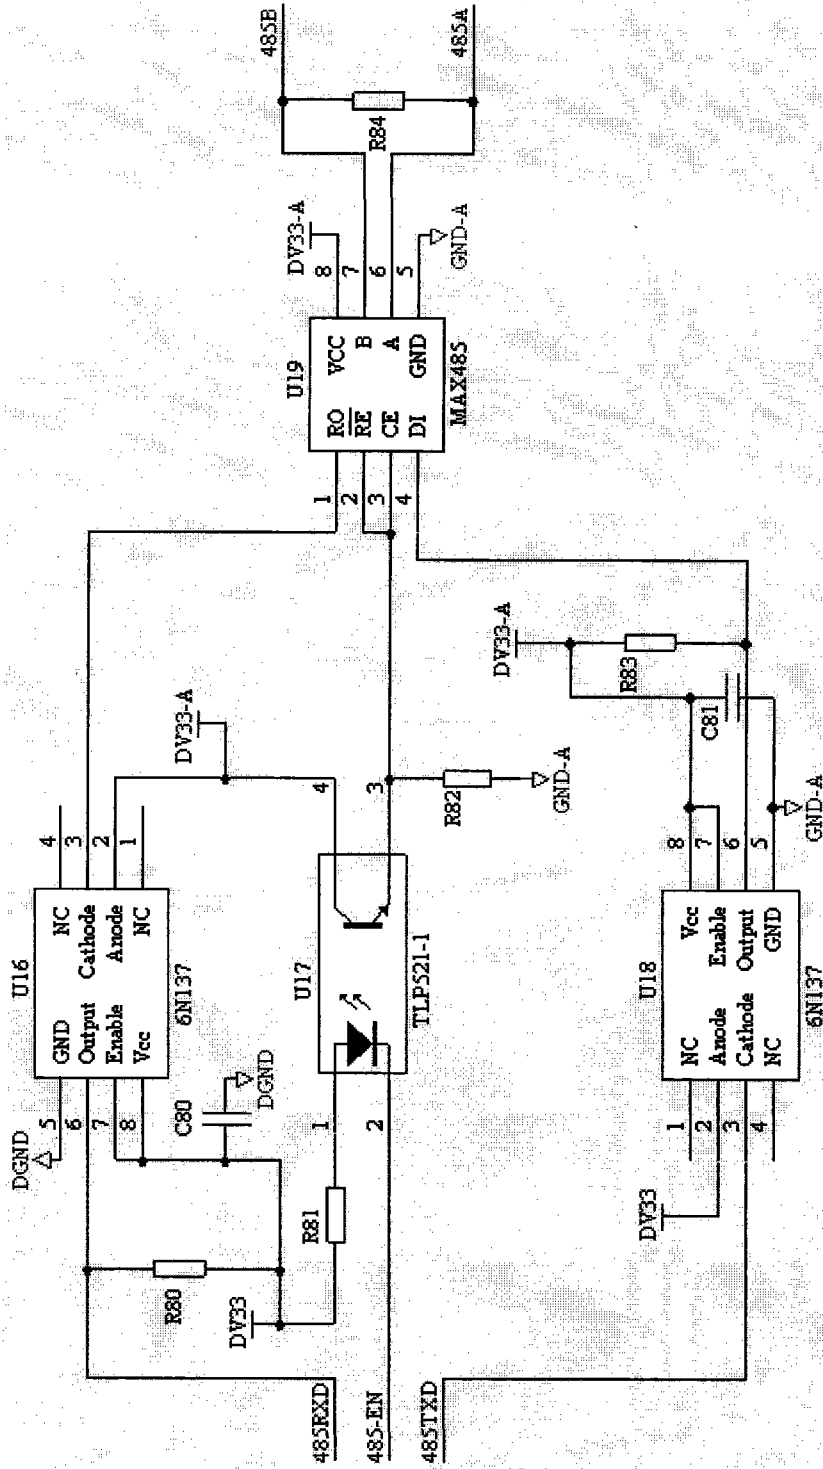 485B
485A
R84
DV33-A
8
7
6
5
GND-A
U19
VCC
B
A
GND
RO
RE
CE
DI
MAX485
1
2
3
4
DV33-A
R83
C81
GND-A
DV33-A
4
3
R82
GND-A
4
3
2
1
U16
NC
Cathode
Anode
NC
GND
Output
Enable
Vcc
6N137
5
6
7
8
DGND
C80
DGND
U17
TLP521-1
1
2
R81
R80
DV33
8
7
6
5
U18
Vcc
Enable
Output
GND
NC
Anode
Cathode
NC
6N137
1
2
3
4
DV33
485RXD
485-EN
485TXD